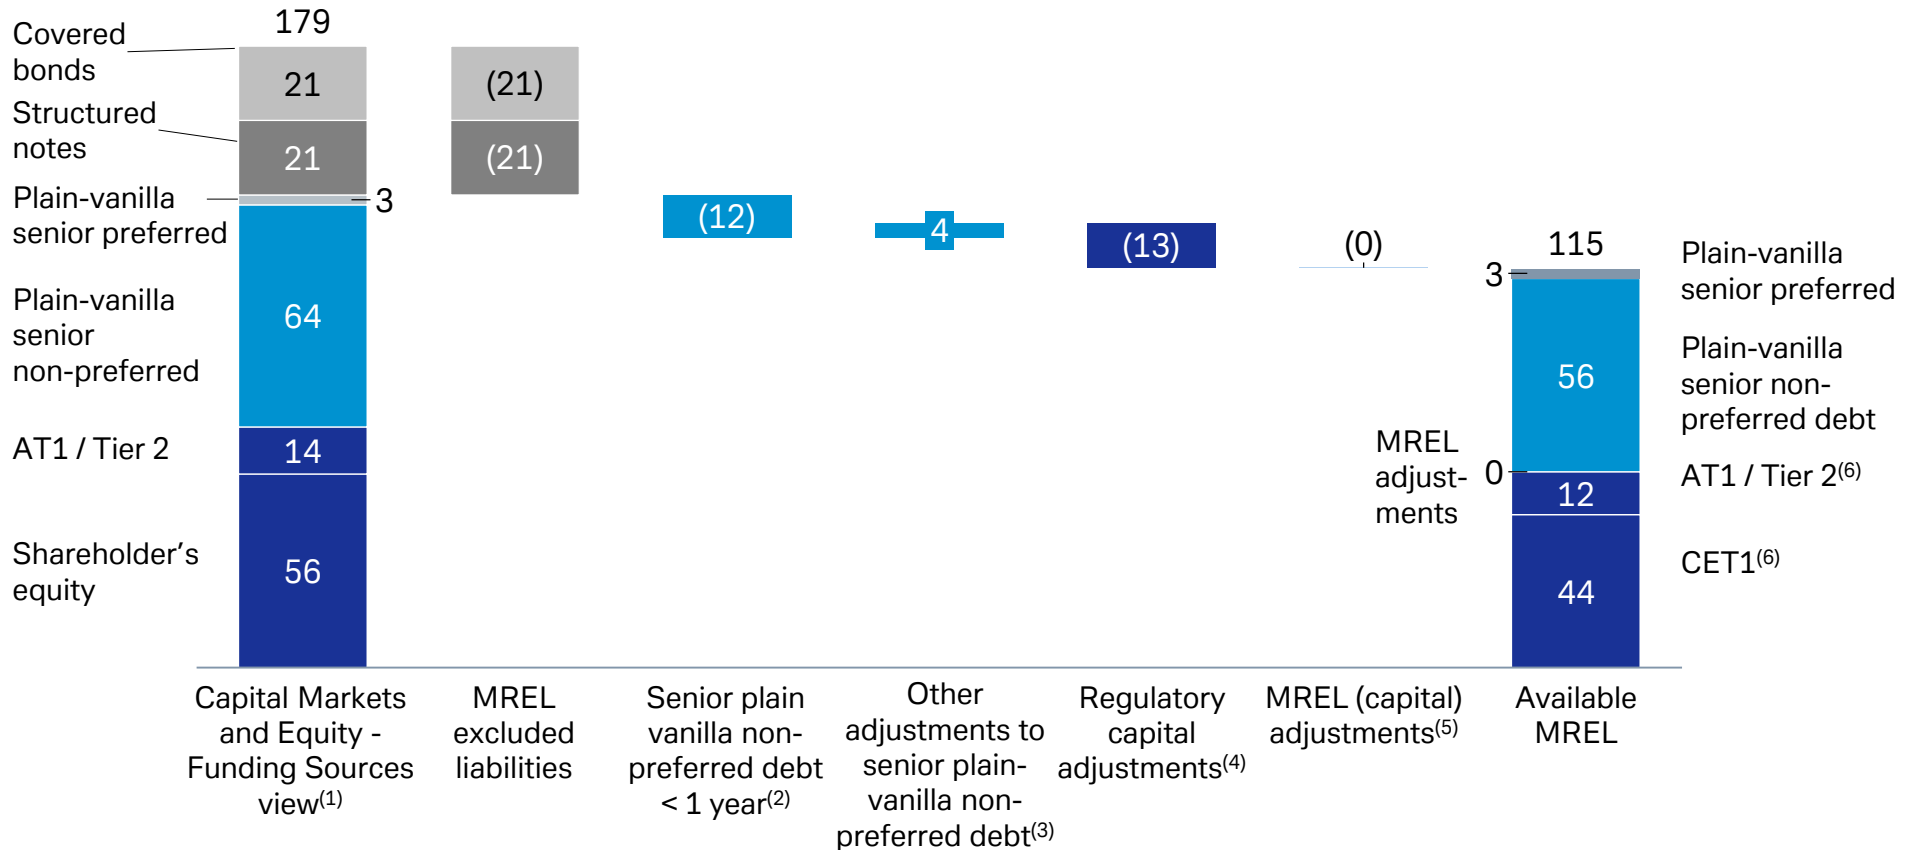 Covered
bonds
Structured
notes
Plain-vanilla
senior preferred
Plain-vanilla
senior
non-preferred
AT1 / Tier 2
Shareholder’s
equity
179
21
21
3
64
14
56
(21)
(21)
(12)
4
(13)
(0)
MREL
adjust-
ments
115
3
56
0
12
44
Plain-vanilla
senior preferred
Plain-vanilla
senior non-
preferred debt
AT1 / Tier 2(6)
CET1(6)
Capital Markets
and Equity -
Funding Sources
view(1)
MREL
excluded
liabilities
Senior plain
vanilla non-
preferred debt
< 1 year(2)
Other
adjustments to
senior plain-
vanilla non-
preferred debt(3)
Regulatory
capital
adjustments(4)
MREL (capital)
adjustments(5)
Available
MREL